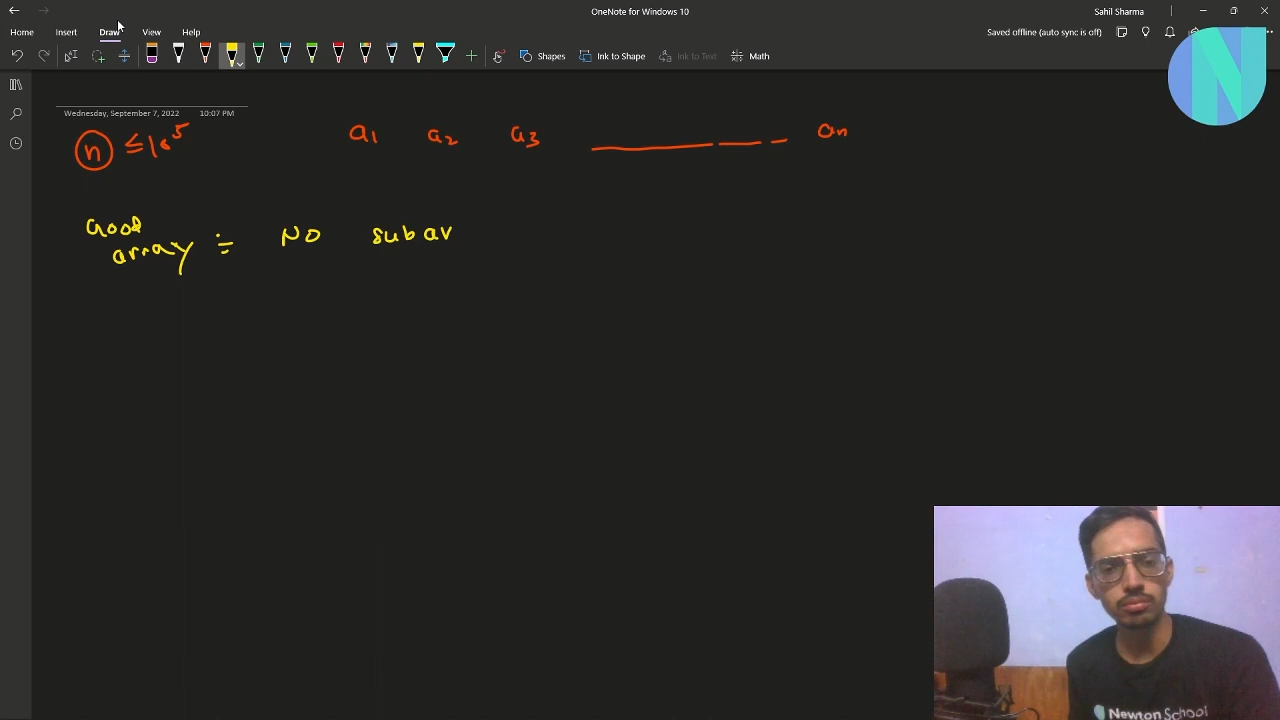 OneNote for Windows 10
Sahil Sharma
Home Insert Draw View Help
Saved offline (auto sync is off)
Shapes Ink to Shape Ink to Text Math
Wednesday, September 7, 2022 10:07 PM
n ≤ 10^5 a1 a2 a3 an
Good
array := No subar
Newton School